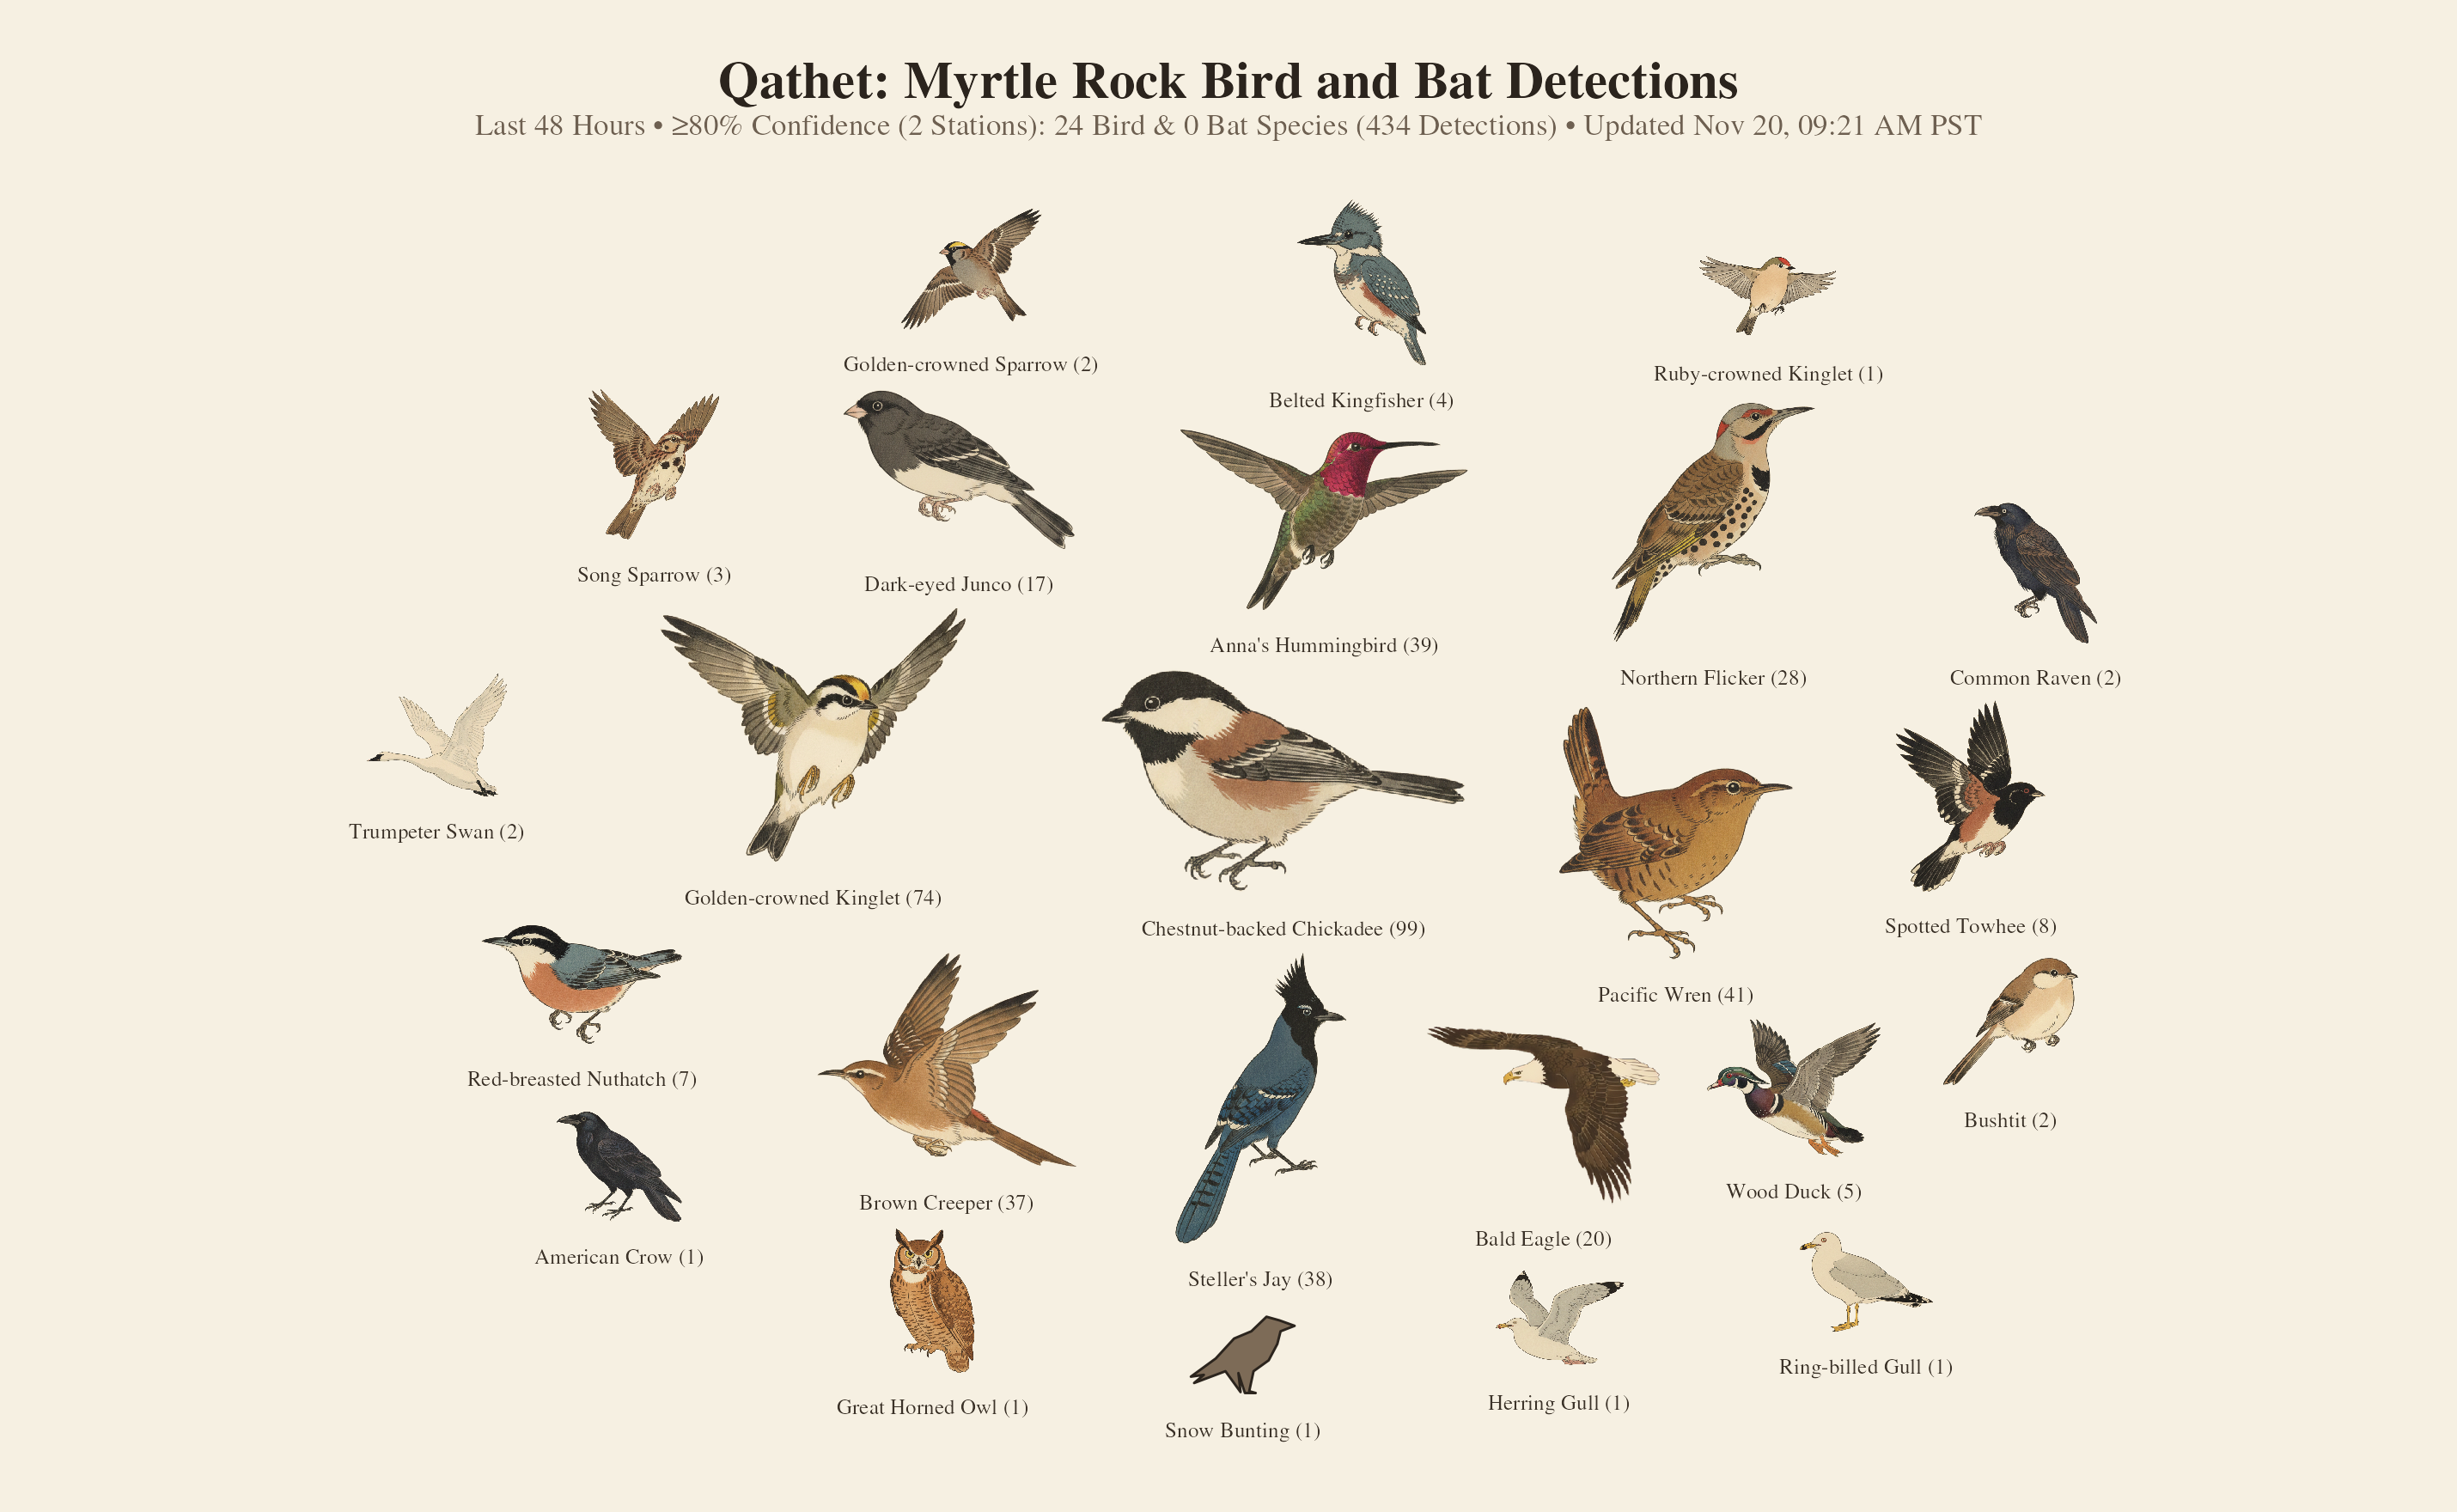 Qathet: Myrtle Rock Bird and Bat Detections
Last 48 Hours • ≥80% Confidence (2 Stations): 24 Bird & 0 Bat Species (434 Detections) • Updated Nov 20, 09:21 AM PST
Golden-crowned Sparrow (2)
Belted Kingfisher (4)
Ruby-crowned Kinglet (1)
Song Sparrow (3)
Dark-eyed Junco (17)
Anna's Hummingbird (39)
Northern Flicker (28)
Common Raven (2)
Trumpeter Swan (2)
Golden-crowned Kinglet (74)
Chestnut-backed Chickadee (99)
Pacific Wren (41)
Spotted Towhee (8)
Red-breasted Nuthatch (7)
Brown Creeper (37)
Steller's Jay (38)
Bald Eagle (20)
Wood Duck (5)
Bushtit (2)
American Crow (1)
Great Horned Owl (1)
Snow Bunting (1)
Herring Gull (1)
Ring-billed Gull (1)